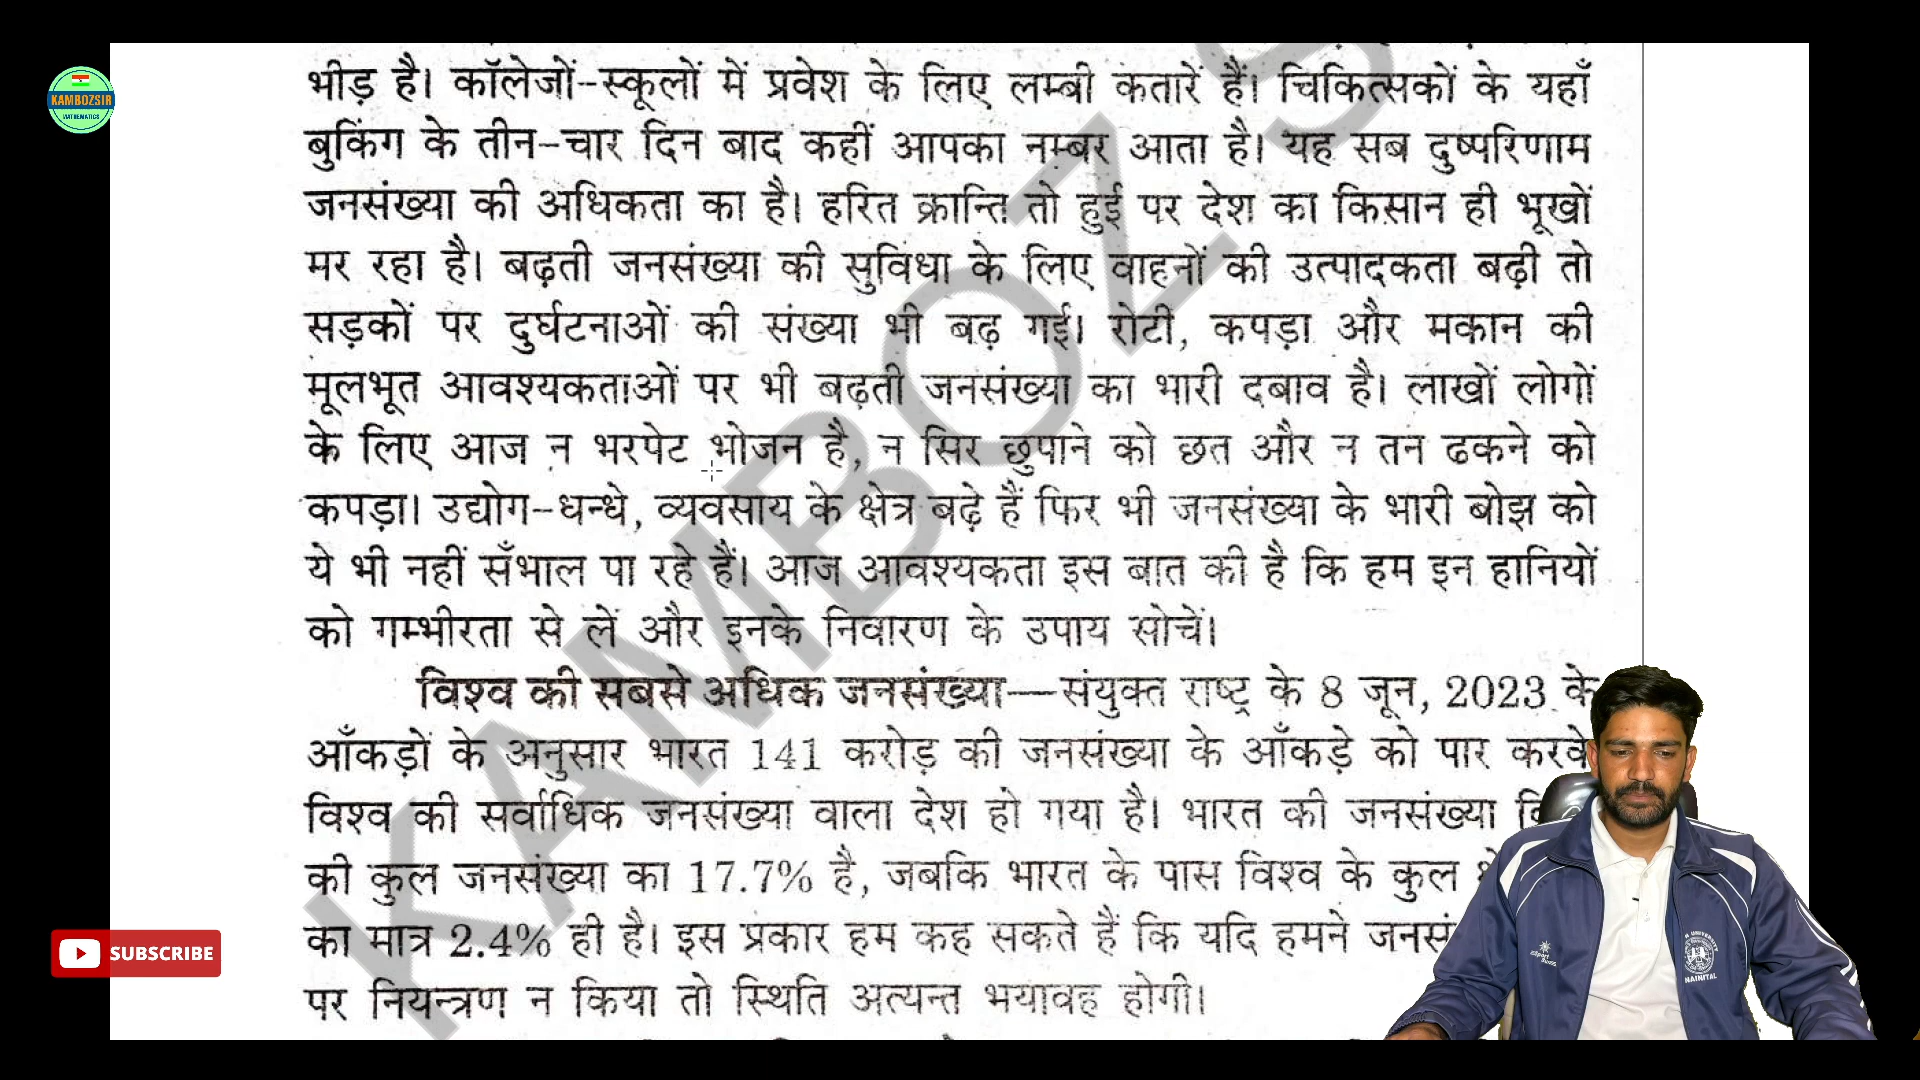 भीड़ है। कॉलेजों-स्कूलों में प्रवेश के लिए लम्बी कतारें हैं। चिकित्सकों के यहाँ
KAMBOZSIR
MATHEMATICS
बुकिंग के तीन-चार दिन बाद कहीं आपका नम्बर आता है। यह सब दुष्परिणाम
जनसंख्या की अधिकता का है। हरित क्रान्ति तो हुई पर देश का किसान ही भूखों
मर रहा है। बढ़ती जनसंख्या की सुविधा के लिए वाहनों की उत्पादकता बढ़ी तो
सड़कों पर दुर्घटनाओं की संख्या भी बढ़ गई। रोटी, कपड़ा और मकान की
मूलभूत आवश्यकताओं पर भी बढ़ती जनसंख्या का भारी दबाव है। लाखों लोगों
के लिए आज न भरपेट भोजन है, न सिर छुपाने को छत और न तन ढकने को
कपड़ा। उद्योग-धन्धे, व्यवसाय के क्षेत्र बढ़े हैं फिर भी जनसंख्या के भारी बोझ को
ये भी नहीं सँभाल पा रहे हैं। आज आवश्यकता इस बात की है कि हम इन हानियों
को गम्भीरता से लें और इनके निवारण के उपाय सोचें।
विश्व की सबसे अधिक जनसंख्या—संयुक्त राष्ट्र के 8 जून, 2023 के
आँकड़ों के अनुसार भारत 141 करोड़ की जनसंख्या के आँकड़े को पार करके
विश्व की सर्वाधिक जनसंख्या वाला देश हो गया है। भारत की जनसंख्या
की कुल जनसंख्या का 17.7% है, जबकि भारत के पास विश्व के कुल
का मात्र 2.4% ही है। इस प्रकार हम कह सकते हैं कि यदि हमने
SUBSCRIBE
पर नियन्त्रण न किया तो स्थिति अत्यन्त भयावह होगी।
KAMBOZ S
NAINITAL